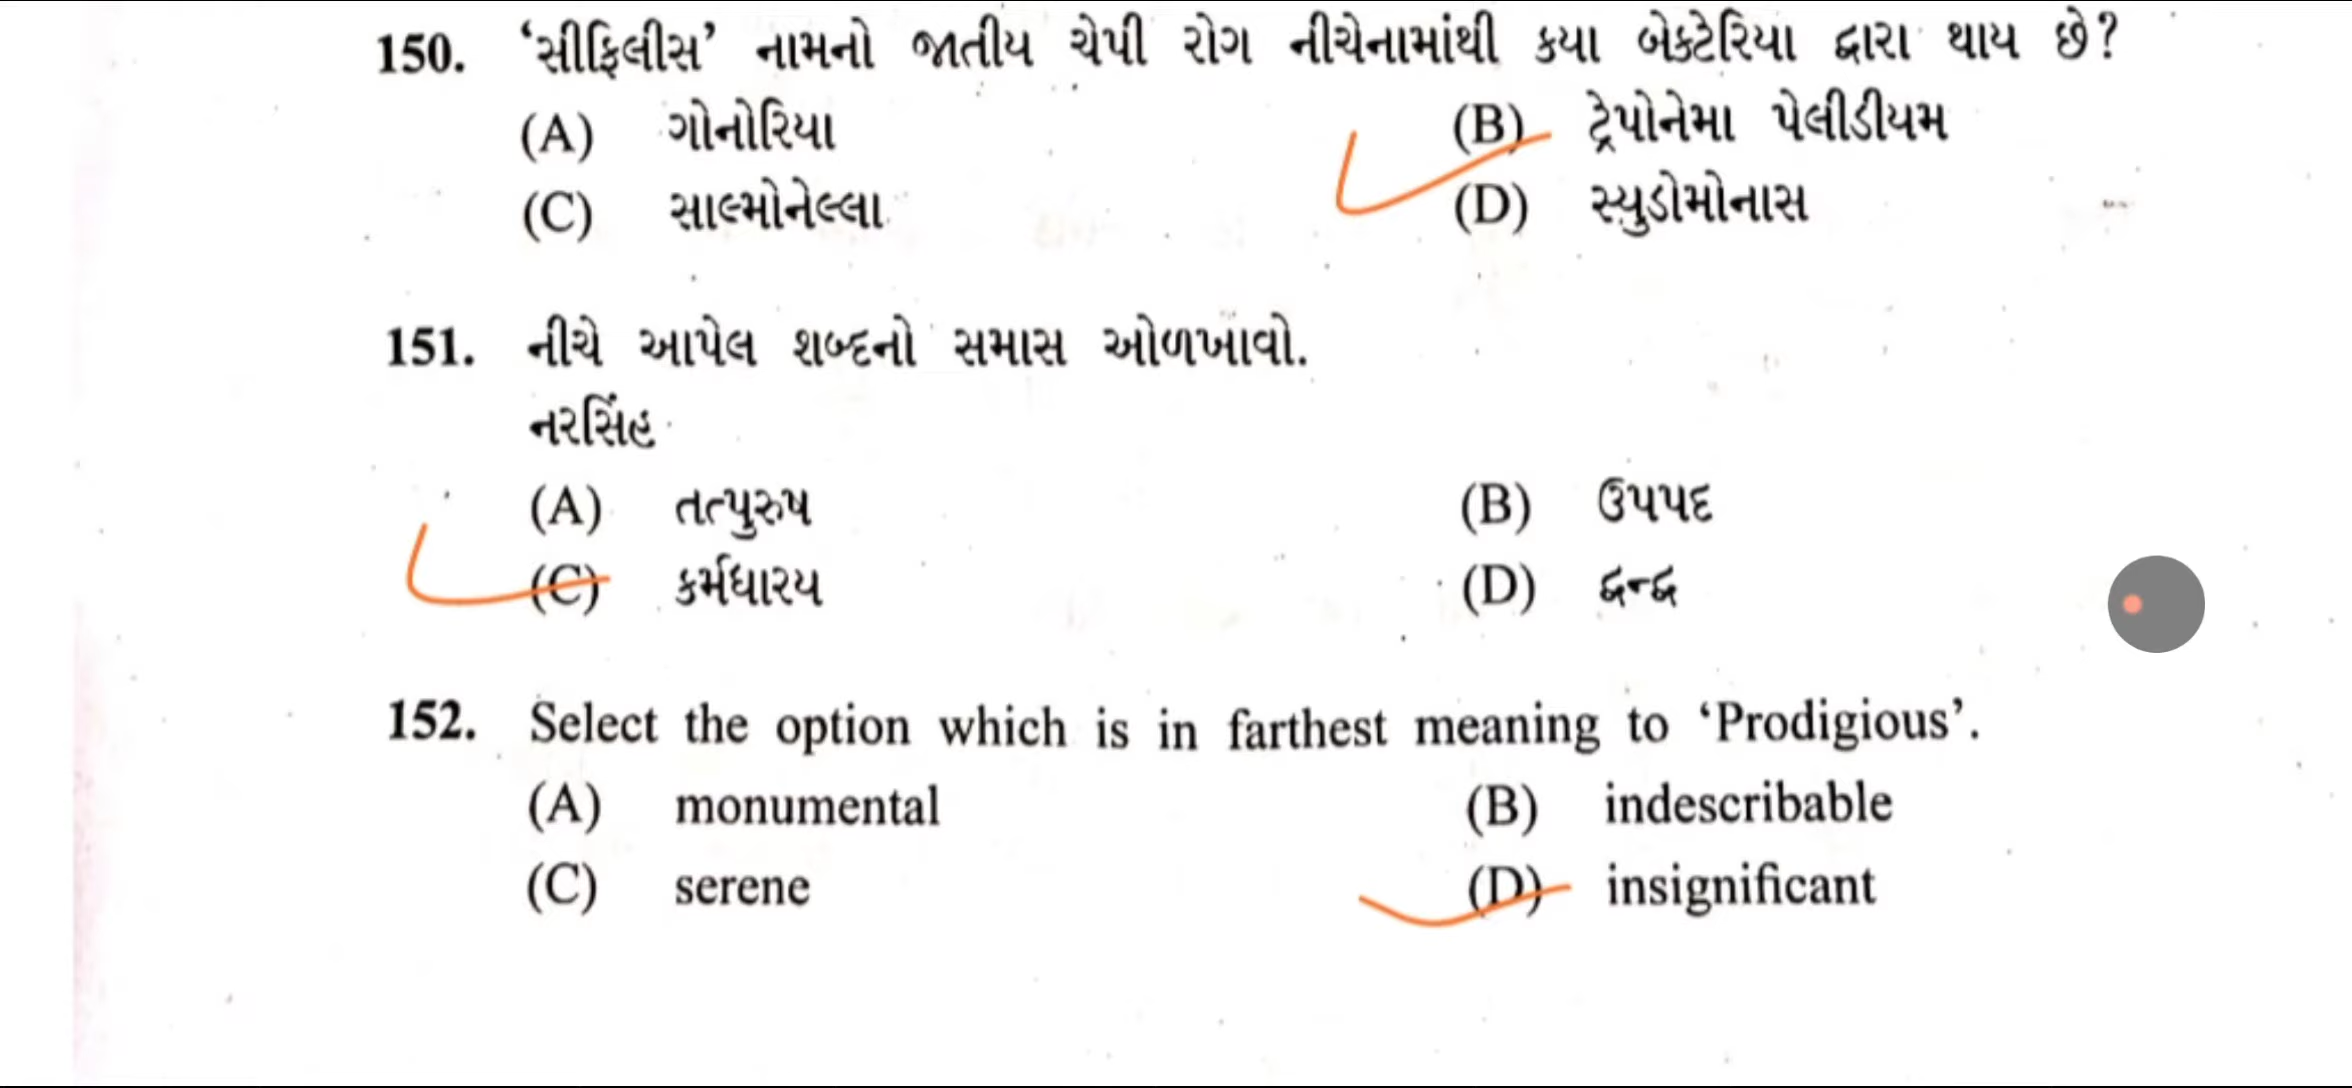 150. ‘સીફિલીસ’ નામનો જાતીય ચેપી રોગ નીચેનામાંથી કયા બેક્ટેરિયા દ્વારા થાય છે?
(A) ગોનોરિયા (B) ટ્રેપોનેમા પેલીડીયમ
(C) સાલ્મોનેલ્લા (D) સ્યુડોમોનાસ
151. નીચે આપેલ શબ્દનો સમાસ ઓળખાવો.
નરસિંહ
(A) તત્પુરુષ (B) ઉપપદ
(C) કર્મધારય (D) દ્વન્દ્વ
152. Select the option which is in farthest meaning to ‘Prodigious’.
(A) monumental (B) indescribable
(C) serene (D) insignificant